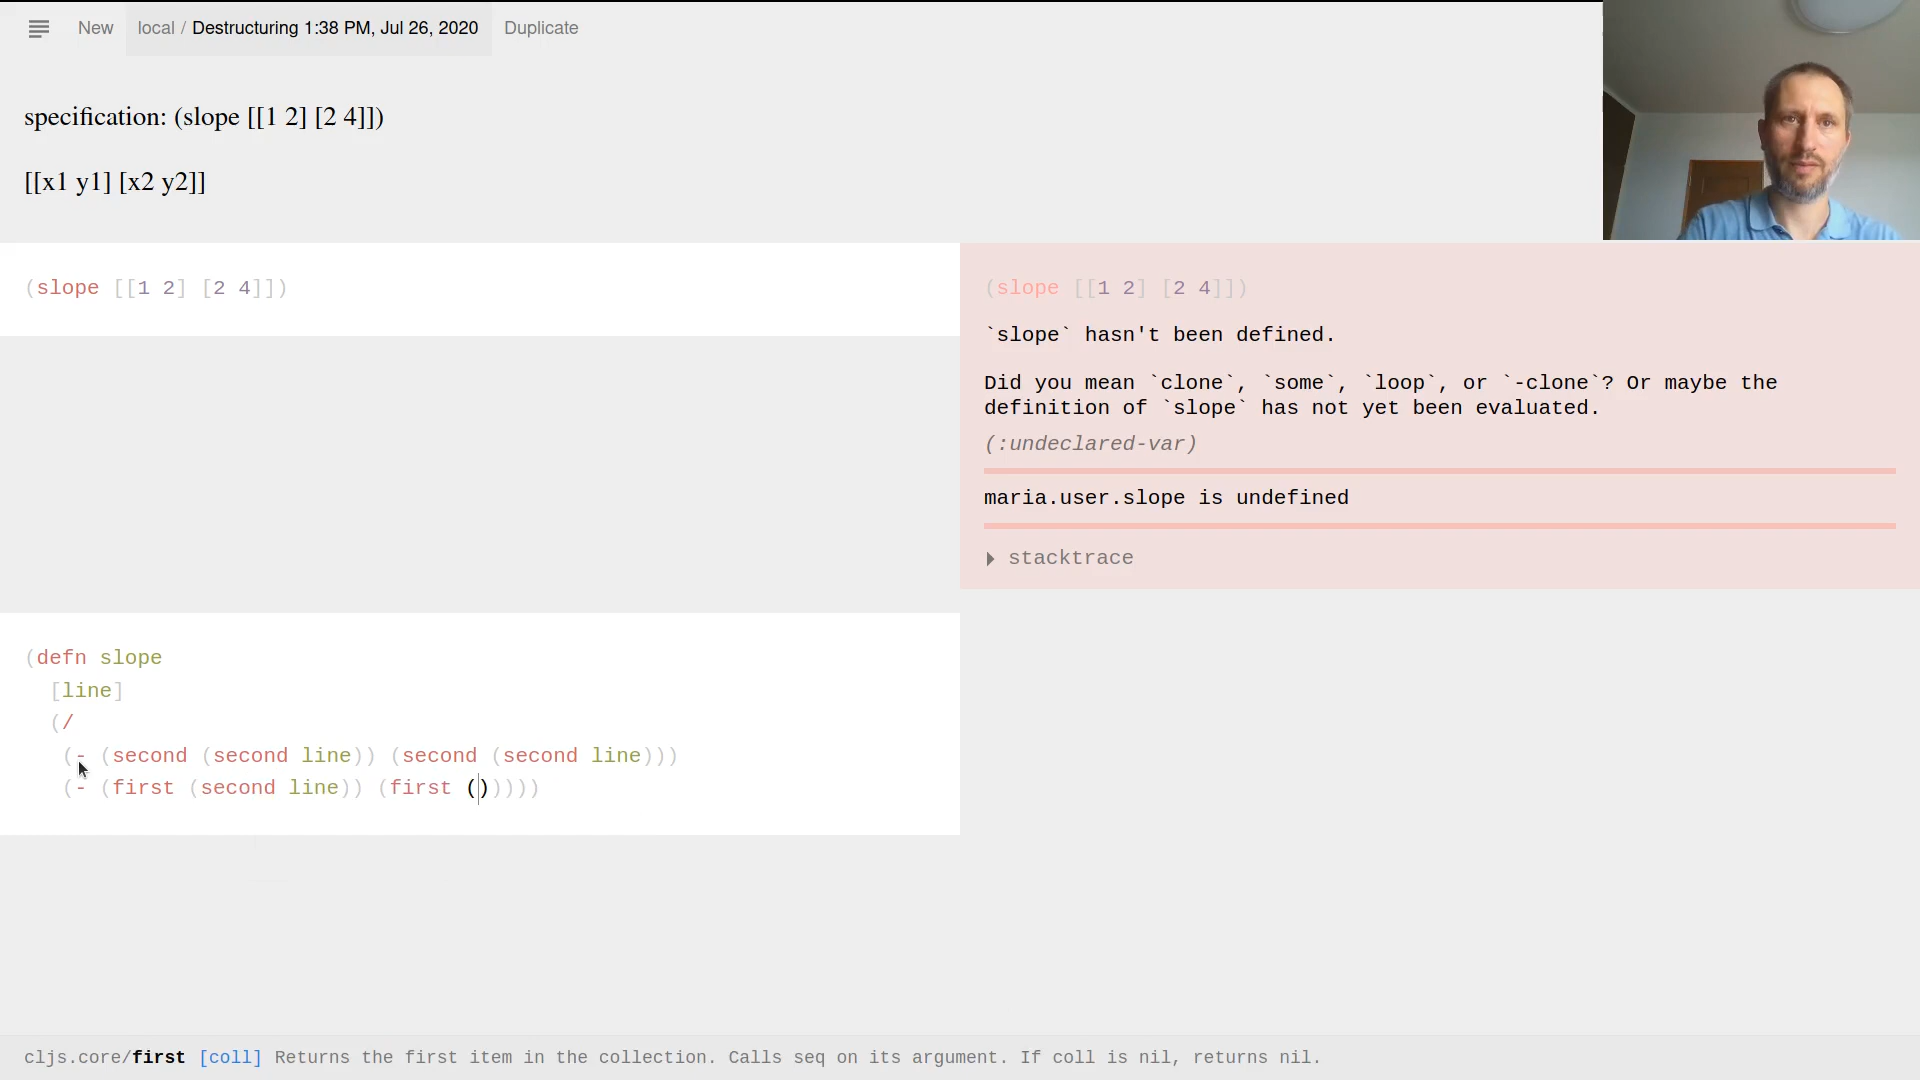 New local / Destructuring 1:38 PM, Jul 26, 2020 Duplicate
specification: (slope [[1 2] [2 4]])
[[x1 y1] [x2 y2]]
(slope [[1 2] [2 4]])
(slope [[1 2] [2 4]])
`slope` hasn't been defined.
Did you mean `clone`, `some`, `loop`, or `-clone`? Or maybe the
definition of `slope` has not yet been evaluated.
(:undeclared-var)
maria.user.slope is undefined
stacktrace
(defn slope
[line]
(/
(- (second (second line)) (second (second line)))
(- (first (second line)) (first ()))))
cljs.core/first [coll] Returns the first item in the collection. Calls seq on its argument. If coll is nil, returns nil.